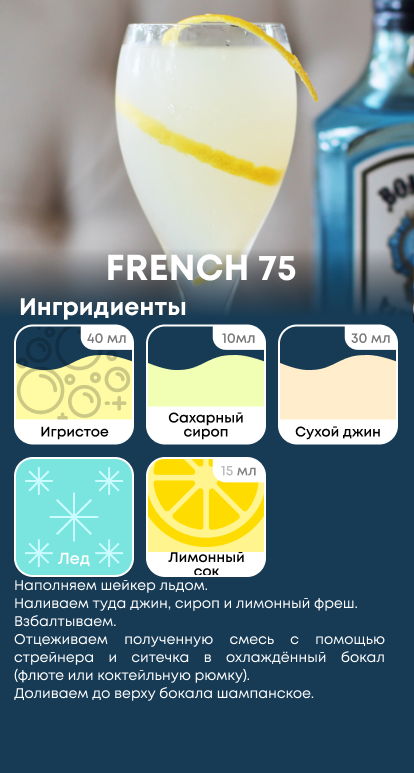 BOM
FRENCH 75
Ингридиенты
40 мл
10мл
30 мл
Игристое
Сахарный
сироп
Сухой джин
15 мл
Лед
Лимонный
сок
Наполняем шейкер льдом.
Наливаем туда джин, сироп и лимонный фреш.
Взбалтываем.
Отцеживаем полученную смесь с помощью
стрейнера и ситечка в охлаждённый бокал
(флюте или коктейльную рюмку).
Доливаем до верху бокала шампанское.